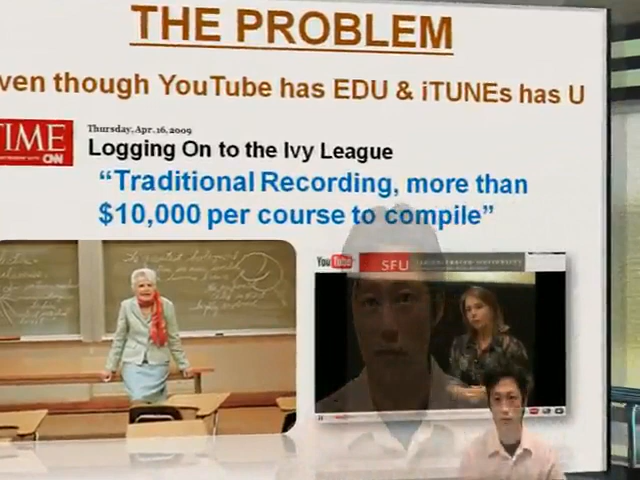 THE PROBLEM
ven though YouTube has EDU & iTUNEs has U
TIME
CNN
Thursday, Apr. 16, 2009
Logging On to the Ivy League
“Traditional Recording, more than
$10,000 per course to compile”
YouTube SFU